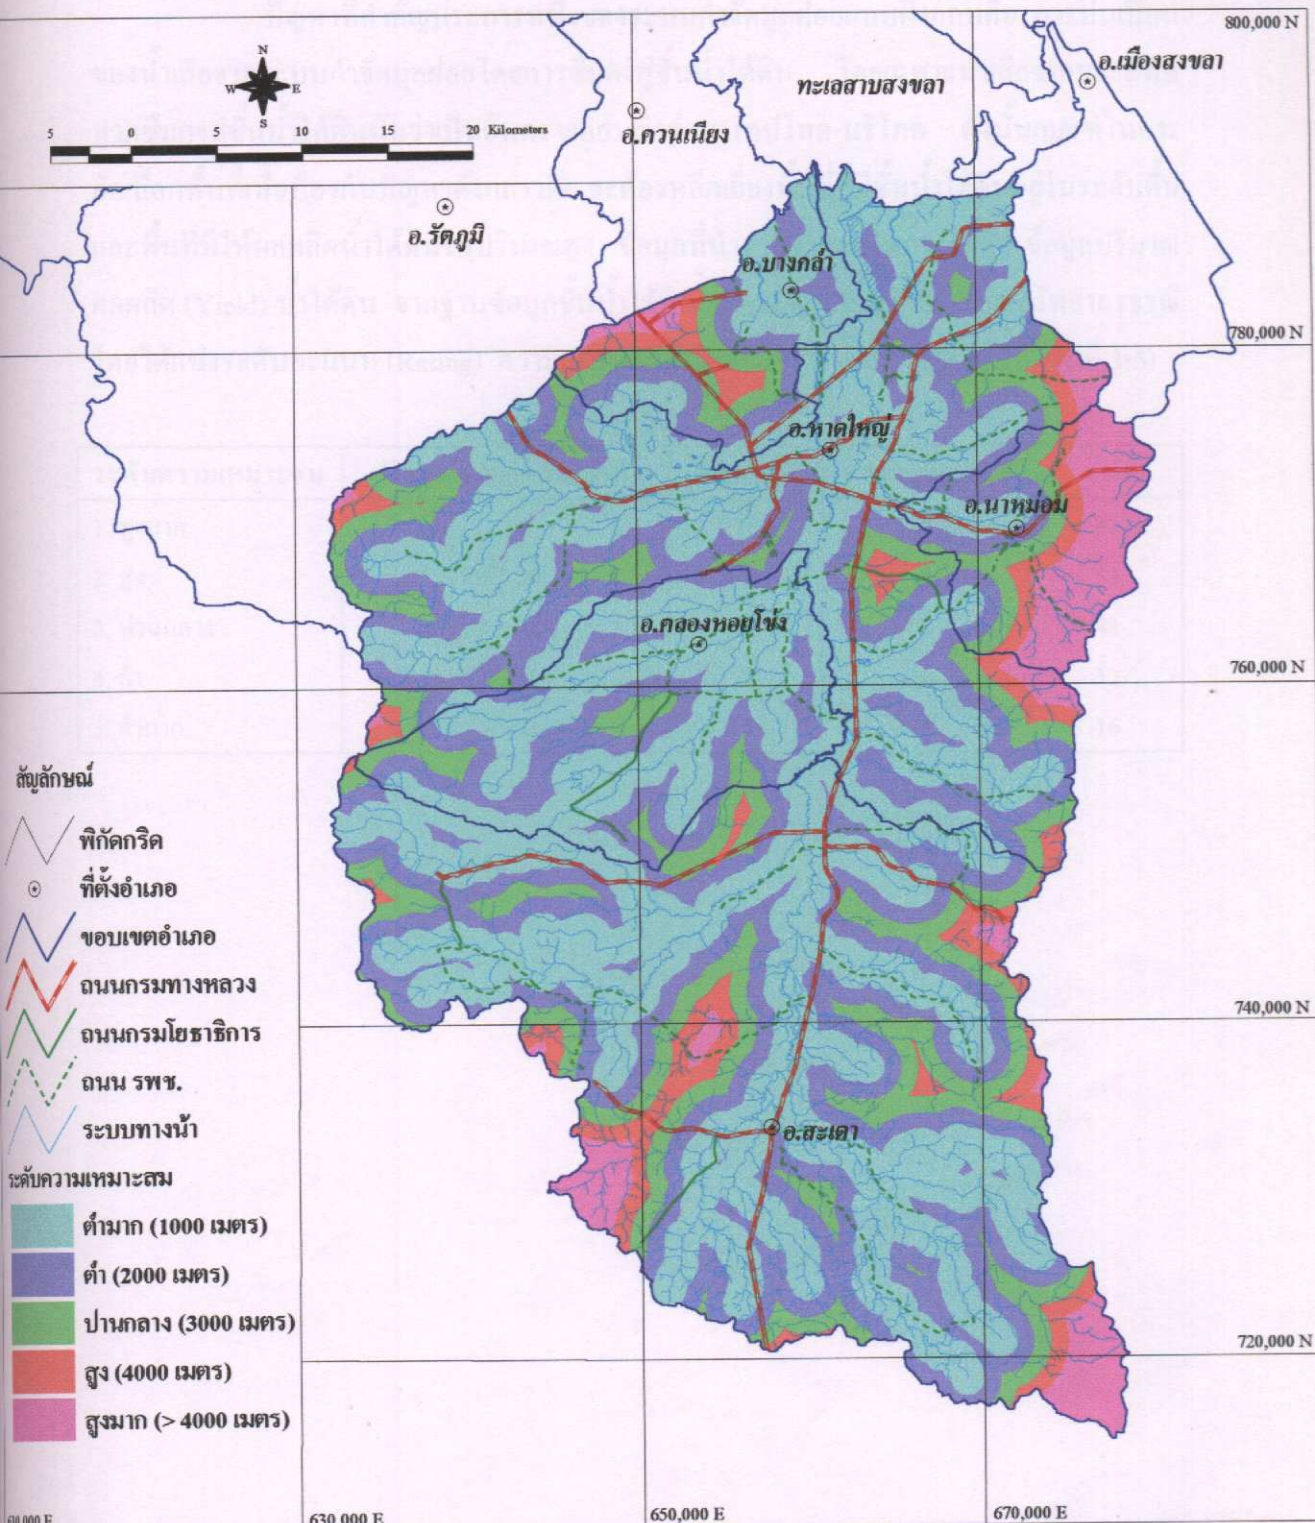 800,000 N
อ.เมืองสงขลา
N
W E
S
ทะเลสาบสงขลา
5 0 5 10 15 20 Kilometers
อ.ควนเนียง
อ.รัตภูมิ
อ.บางกล่ำ
780,000 N
อ.หาดใหญ่
อ.นาหม่อม
อ.คลองหอยโข่ง
760,000 N
สัญลักษณ์
พิกัดกริด
ที่ตั้งอำเภอ
ขอบเขตอำเภอ
ถนนกรมทางหลวง
ถนนกรมโยธาธิการ
ถนน รพช.
ระบบทางน้ำ
740,000 N
อ.สะเดา
ระดับความเหมาะสม
ต่ำมาก (1000 เมตร)
ต่ำ (2000 เมตร)
ปานกลาง (3000 เมตร)
สูง (4000 เมตร)
สูงมาก (> 4000 เมตร)
720,000 N
630,000 E
650,000 E
670,000 E